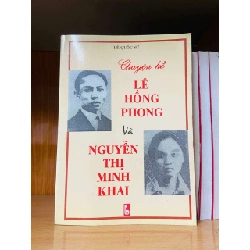 Chuyện kể
LÊ
HỒNG
PHONG
Và
NGUYỄN
THỊ
MINH
KHAI